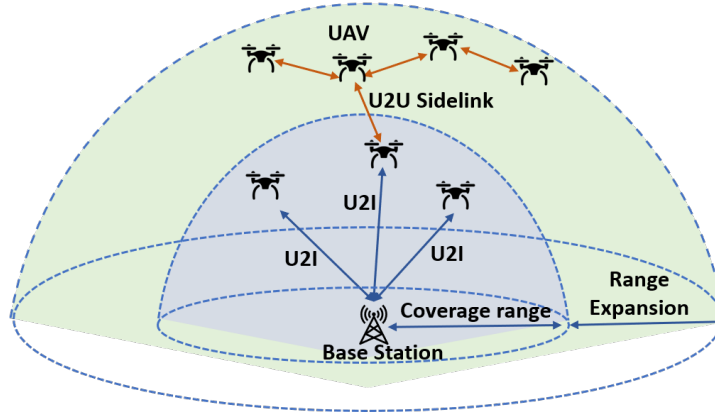 UAV
U2U Sidelink
U2I
U2I
U2I
Coverage range
Range
Expansion
Base Station